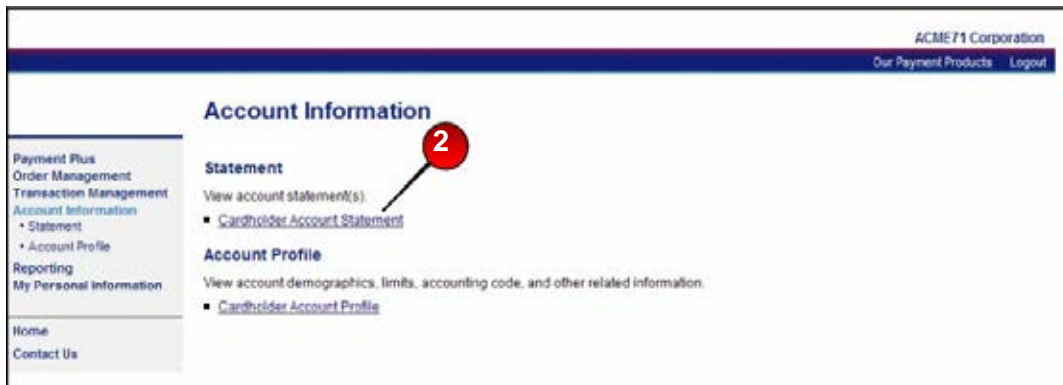 ACME71 Corporation
Our Payment Products Logout
Account Information
Payment Plus
Order Management
Transaction Management
Account Information
• Statement
• Account Profile
Reporting
My Personal Information
Home
Contact Us
2
Statement
View account statement(s).
▪ Cardholder Account Statement
Account Profile
View account demographics, limits, accounting code, and other related information.
▪ Cardholder Account Profile